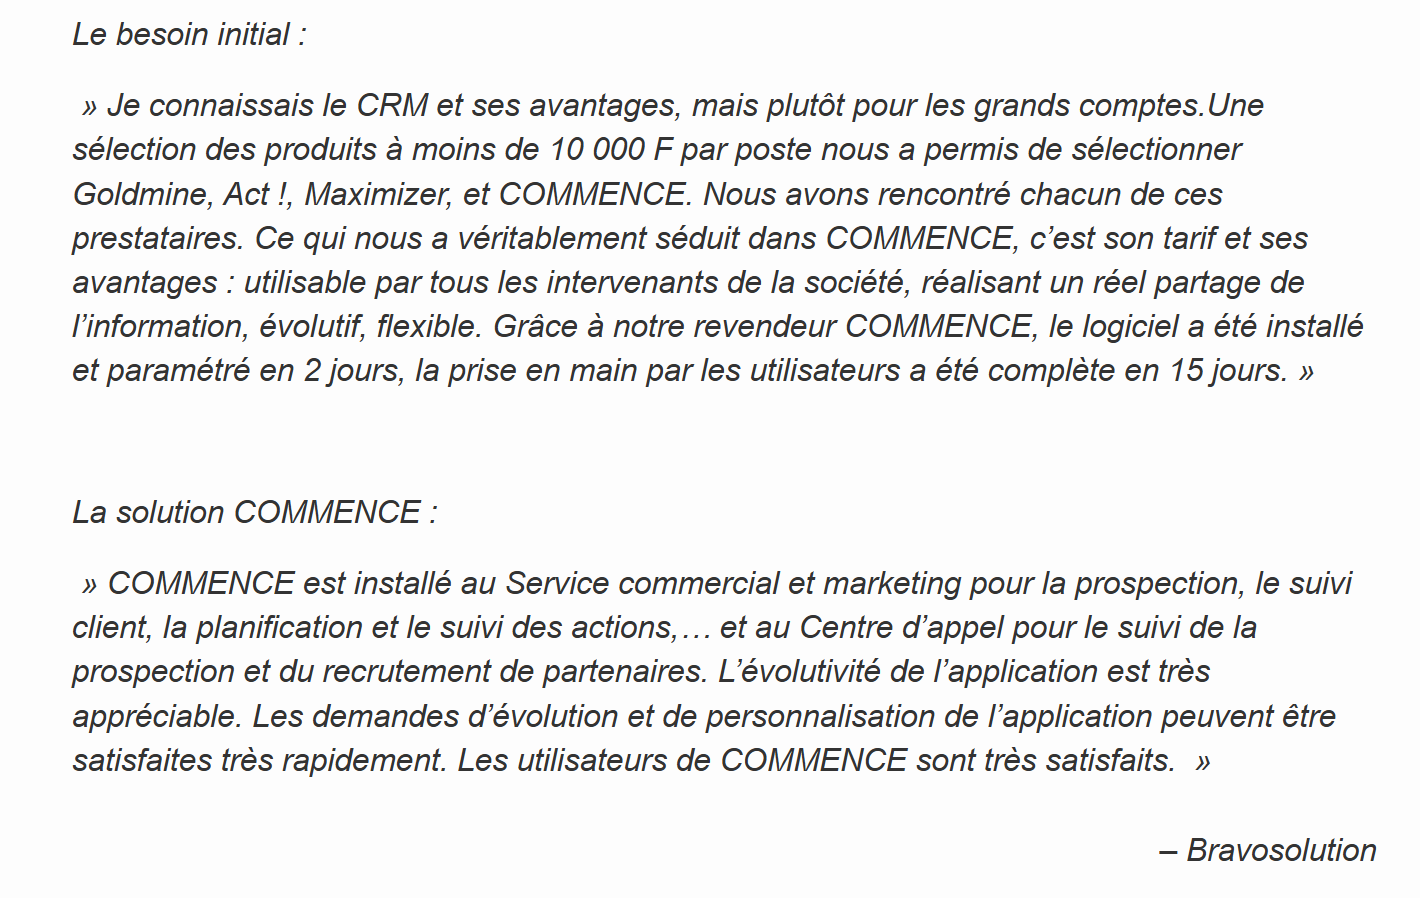 Le besoin initial :
» Je connaissais le CRM et ses avantages, mais plutôt pour les grands comptes.Une
sélection des produits à moins de 10 000 F par poste nous a permis de sélectionner
Goldmine, Act !, Maximizer, et COMMENCE. Nous avons rencontré chacun de ces
prestataires. Ce qui nous a véritablement séduit dans COMMENCE, c’est son tarif et ses
avantages : utilisable par tous les intervenants de la société, réalisant un réel partage de
l’information, évolutif, flexible. Grâce à notre revendeur COMMENCE, le logiciel a été installé
et paramétré en 2 jours, la prise en main par les utilisateurs a été complète en 15 jours. »
La solution COMMENCE :
» COMMENCE est installé au Service commercial et marketing pour la prospection, le suivi
client, la planification et le suivi des actions,… et au Centre d’appel pour le suivi de la
prospection et du recrutement de partenaires. L’évolutivité de l’application est très
appréciable. Les demandes d’évolution et de personnalisation de l’application peuvent être
satisfaites très rapidement. Les utilisateurs de COMMENCE sont très satisfaits.  »
– Bravosolution